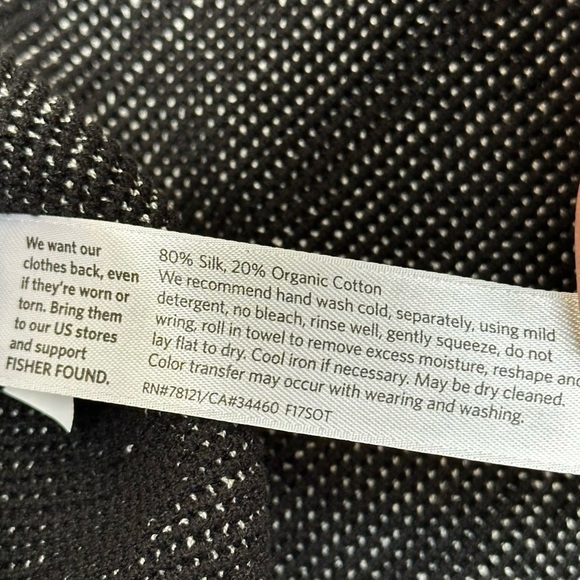 We want our
clothes back, even
if they're worn or
torn. Bring them
to our US stores
and support
FISHER FOUND.
80% Silk, 20% Organic Cotton
We recommend hand wash cold, separately, using mild
detergent, no bleach, rinse well, gently squeeze, do not
wring, roll in towel to remove excess moisture, reshape and
lay flat to dry. Cool iron if necessary. May be dry cleaned.
Color transfer may occur with wearing and washing.
RN#78121/CA#34460 F17SOT